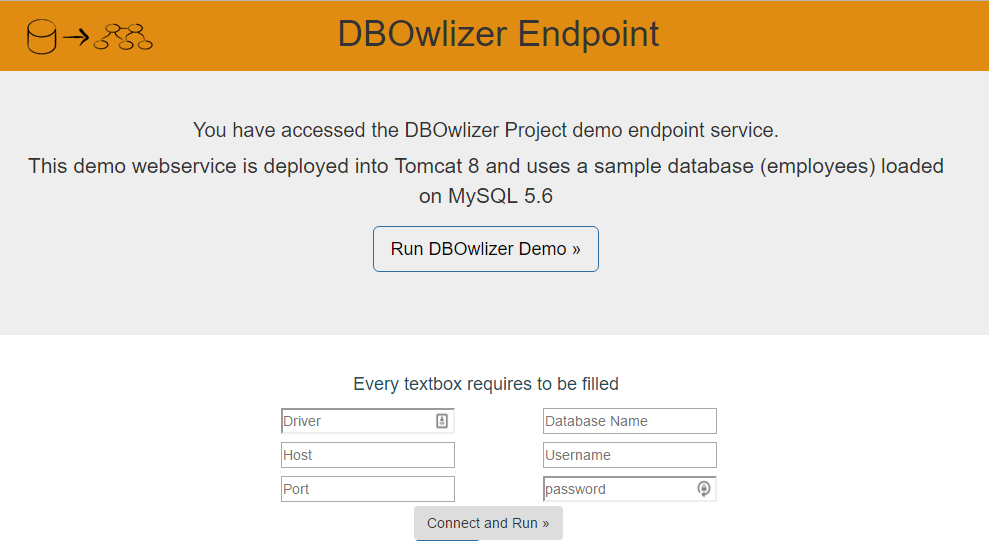 DBOwlizer Endpoint
You have accessed the DBOwlizer Project demo endpoint service.
This demo webservice is deployed into Tomcat 8 and uses a sample database (employees) loaded
on MySQL 5.6
Run DBOwlizer Demo »
Every textbox requires to be filled
Driver
Database Name
Host
Username
Port
password
Connect and Run »